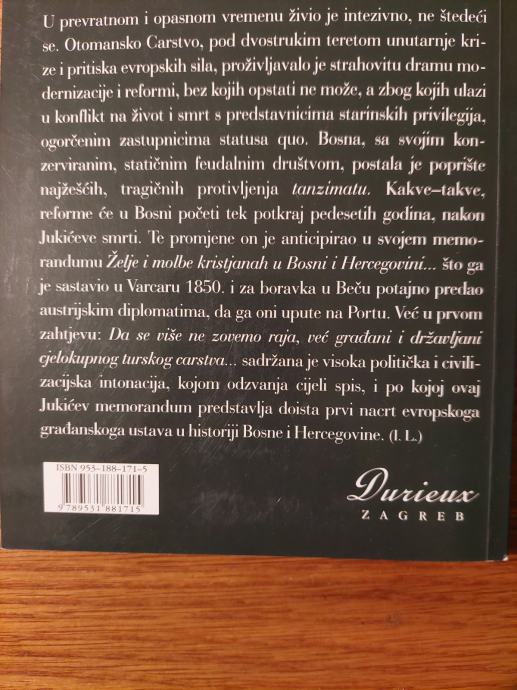 U prevratnom i opasnom vremenu živio je intezivno, ne štedeći
se. Otomansko Carstvo, pod dvostrukim teretom unutarnje kri-
ze i pritiska evropskih sila, proživljavalo je strahovitu dramu mo-
dernizacije i reformi, bez kojih opstati ne može, a zbog kojih ulazi
u konflikt na život i smrt s predstavnicima starinskih privilegija,
ogorčenim zastupnicima statusa quo. Bosna, sa svojim kon-
zerviranim, statičnim feudalnim društvom, postala je poprište
najžešćih, tragičnih protivljenja tanzimatu. Kakve–takve,
reforme će u Bosni početi tek potkraj pedesetih godina, nakon
Jukićeve smrti. Te promjene on je anticipirao u svojem memo-
randumu Želje i molbe kristjanah u Bosni i Hercegovini... što ga
je sastavio u Varcaru 1850. i za boravka u Beču potajno predao
austrijskim diplomatima, da ga oni upute na Portu. Već u prvom
zahtjevu: Da se više ne zovemo raja, već građani i državljani
cjelokupnog turskog carstva... sadržana je visoka politička i civili-
zacijska intonacija, kojom odzvanja cijeli spis, i po kojoj ovaj
Jukićev memorandum predstavlja doista prvi nacrt evropskoga
građanskoga ustava u historiji Bosne i Hercegovine. (I. L.)
ISBN 953-188-171-5
9789531881715
Durieux
ZAGREB